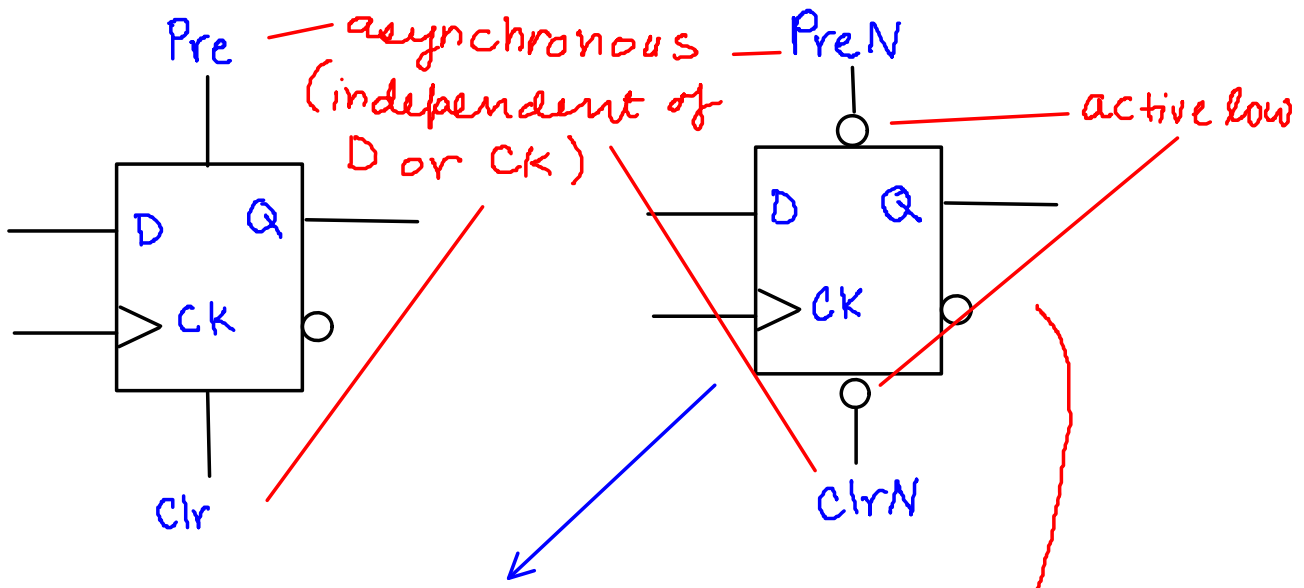 Pre
asynchronous
(independent of
D or CK)
PreN
active low
D Q
CK
Clr
D Q
CK
ClrN